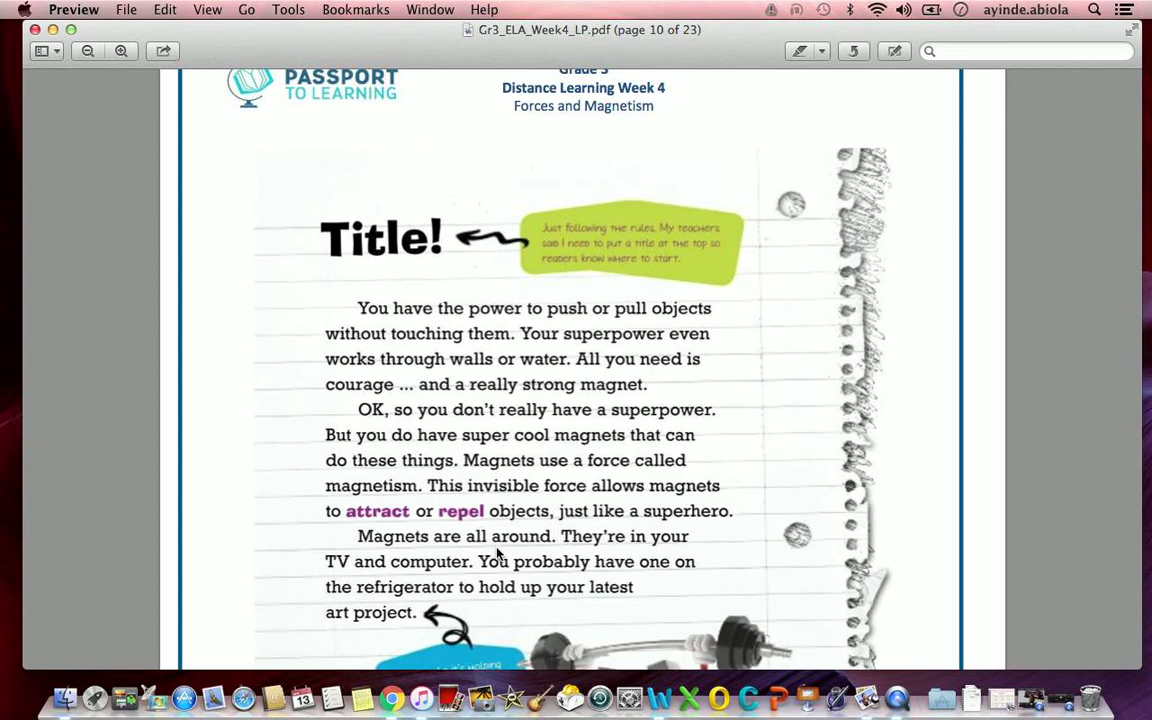 Preview File Edit View Go Tools Bookmarks Window Help ayinde.abiola
Gr3_ELA_Week4_LP.pdf (page 10 of 23)
PASSPORT
TO LEARNING
Grade 3
Distance Learning Week 4
Forces and Magnetism
Title!
Just following the rules. My teachers
said I need to put a title at the top so
readers know where to start.
You have the power to push or pull objects
without touching them. Your superpower even
works through walls or water. All you need is
courage ... and a really strong magnet.
OK, so you don't really have a superpower.
But you do have super cool magnets that can
do these things. Magnets use a force called
magnetism. This invisible force allows magnets
to attract or repel objects, just like a superhero.
Magnets are all around. They're in your
TV and computer. You probably have one on
the refrigerator to hold up your latest
art project.
it's helping